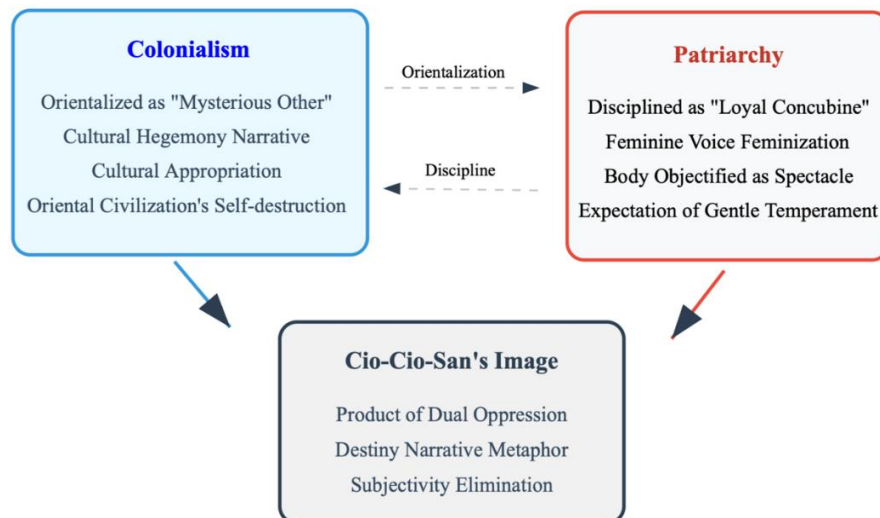 Colonialism
Orientalized as "Mysterious Other"
Cultural Hegemony Narrative
Cultural Appropriation
Oriental Civilization's Self-destruction
Orientalization
Discipline
Patriarchy
Disciplined as "Loyal Concubine"
Feminine Voice Feminization
Body Objectified as Spectacle
Expectation of Gentle Temperament
Cio-Cio-San's Image
Product of Dual Oppression
Destiny Narrative Metaphor
Subjectivity Elimination